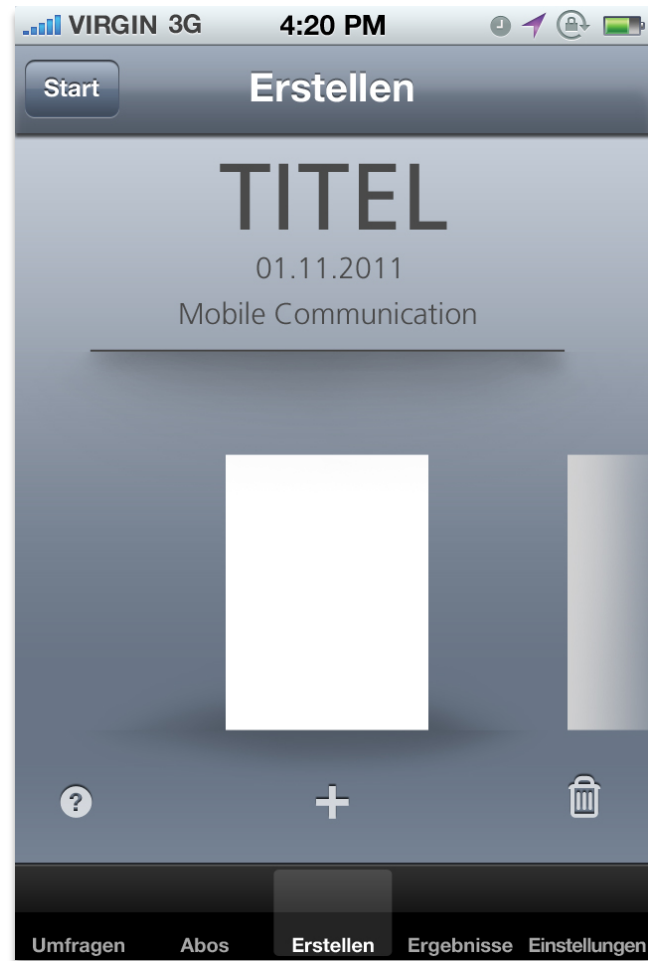 VIRGIN 3G 4:20 PM
Start Erstellen
TITEL
01.11.2011
Mobile Communication
?
Umfragen Abos Erstellen Ergebnisse Einstellungen